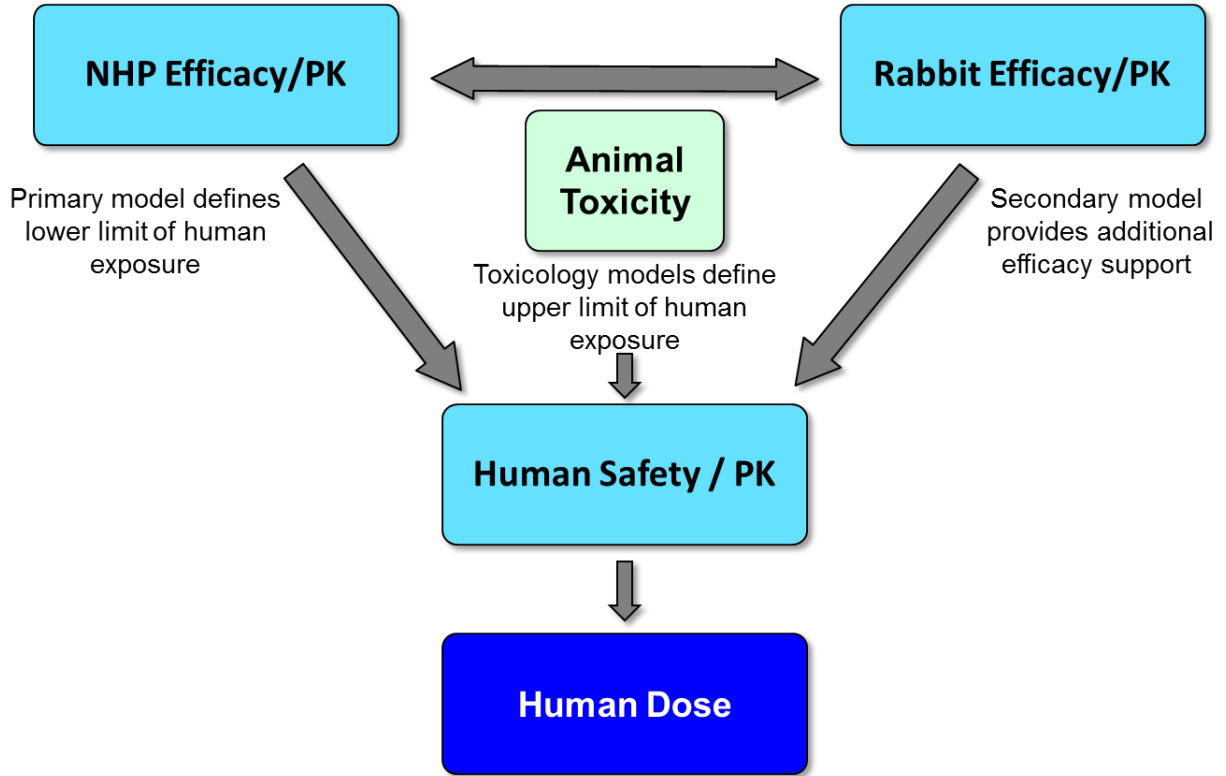 NHP Efficacy/PK
Rabbit Efficacy/PK
Animal
Toxicity
Primary model defines
lower limit of human
exposure
Secondary model
provides additional
efficacy support
Toxicology models define
upper limit of human
exposure
Human Safety / PK
Human Dose